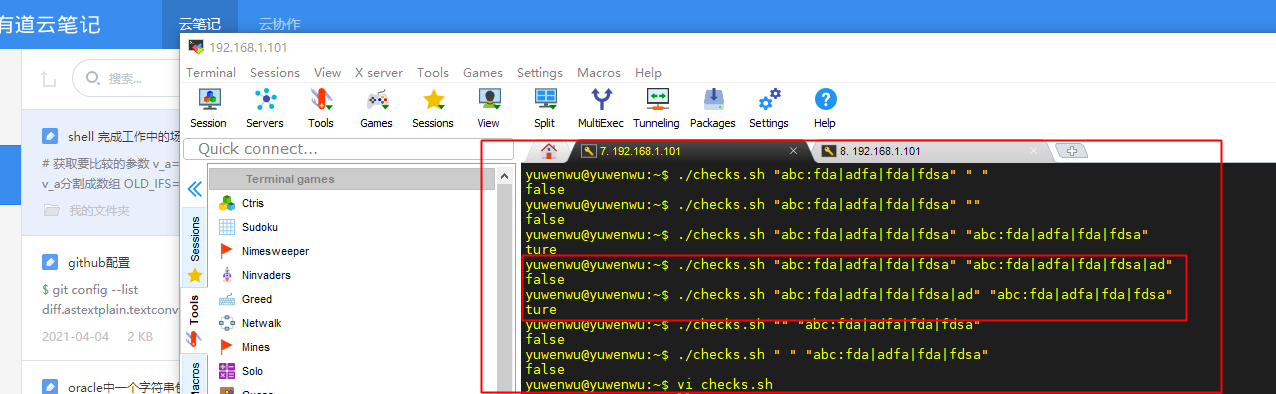 有道云笔记 云笔记 云协作
192.168.1.101
Terminal Sessions View X server Tools Games Settings Macros Help
搜索...
Session Servers Tools Games Sessions View Split MultiExec Tunneling Packages Settings Help
shell 完成工作中的场
# 获取要比较的参数 v_a=
v_a分割成数组 OLD_IFS=
我的文件夹
github配置
$ git config --list
diff.astextplain.textconv
2021-04-04 2 KB
oracle中一个字符串
Quick connect...
Sessions
Tools
Macros
Terminal games
Ctris
Sudoku
Nimesweeper
Ninvaders
Greed
Netwalk
Mines
Solo
7. 192.168.1.101
8. 192.168.1.101
yuwenwu@yuwenwu:~$ ./checks.sh "abc:fda|adfa|fda|fdsa" " "
false
yuwenwu@yuwenwu:~$ ./checks.sh "abc:fda|adfa|fda|fdsa" ""
false
yuwenwu@yuwenwu:~$ ./checks.sh "abc:fda|adfa|fda|fdsa" "abc:fda|adfa|fda|fdsa"
ture
yuwenwu@yuwenwu:~$ ./checks.sh "abc:fda|adfa|fda|fdsa" "abc:fda|adfa|fda|fdsa|ad"
false
yuwenwu@yuwenwu:~$ ./checks.sh "abc:fda|adfa|fda|fdsa|ad" "abc:fda|adfa|fda|fdsa"
ture
yuwenwu@yuwenwu:~$ ./checks.sh "" "abc:fda|adfa|fda|fdsa"
false
yuwenwu@yuwenwu:~$ ./checks.sh " " "abc:fda|adfa|fda|fdsa"
false
yuwenwu@yuwenwu:~$ vi checks.sh